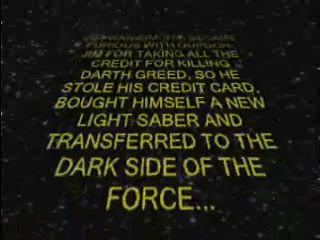 BECAME
FURIOUS WITH
JIM FOR TAKING ALL THE
CREDIT FOR KILLING
DARTH GREED, SO HE
STOLE HIS CREDIT CARD,
BOUGHT HIMSELF A NEW
LIGHT SABER AND
TRANSFERRED TO THE
DARK SIDE OF THE
FORCE...